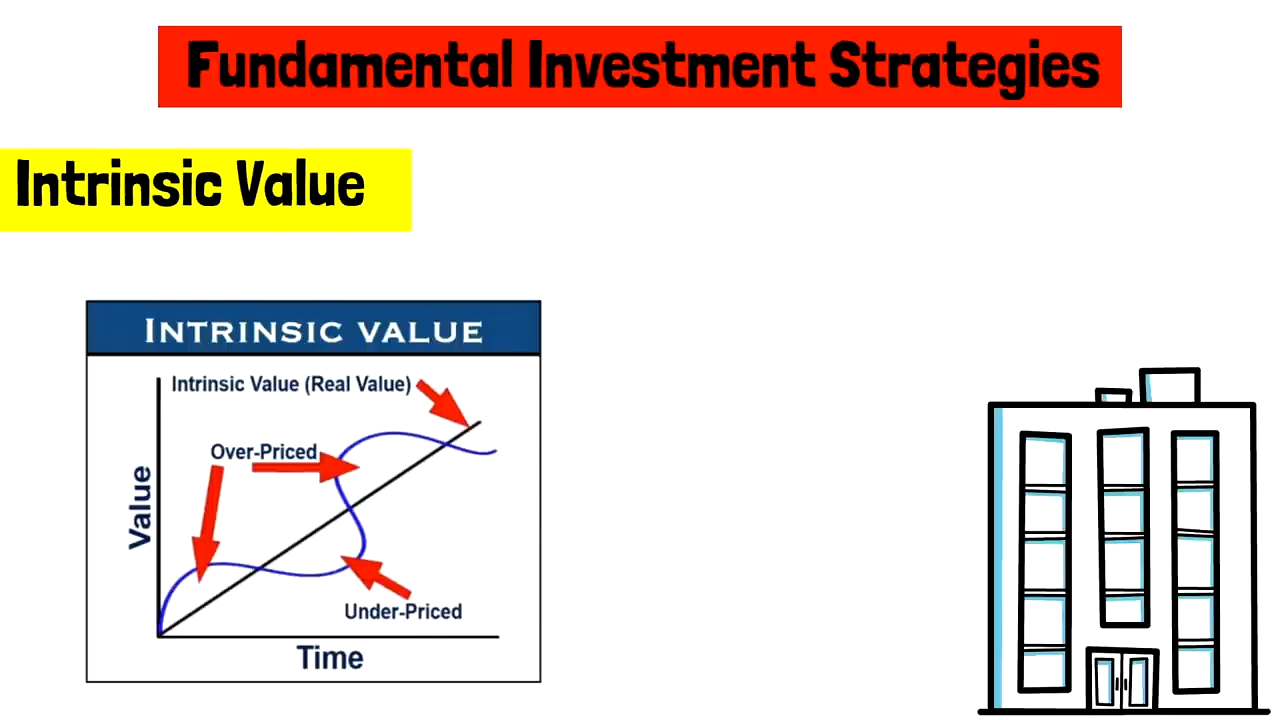 Fundamental Investment Strategies
Intrinsic Value
INTRINSIC VALUE
Intrinsic Value (Real Value)
Over-Priced
Value
Under-Priced
Time